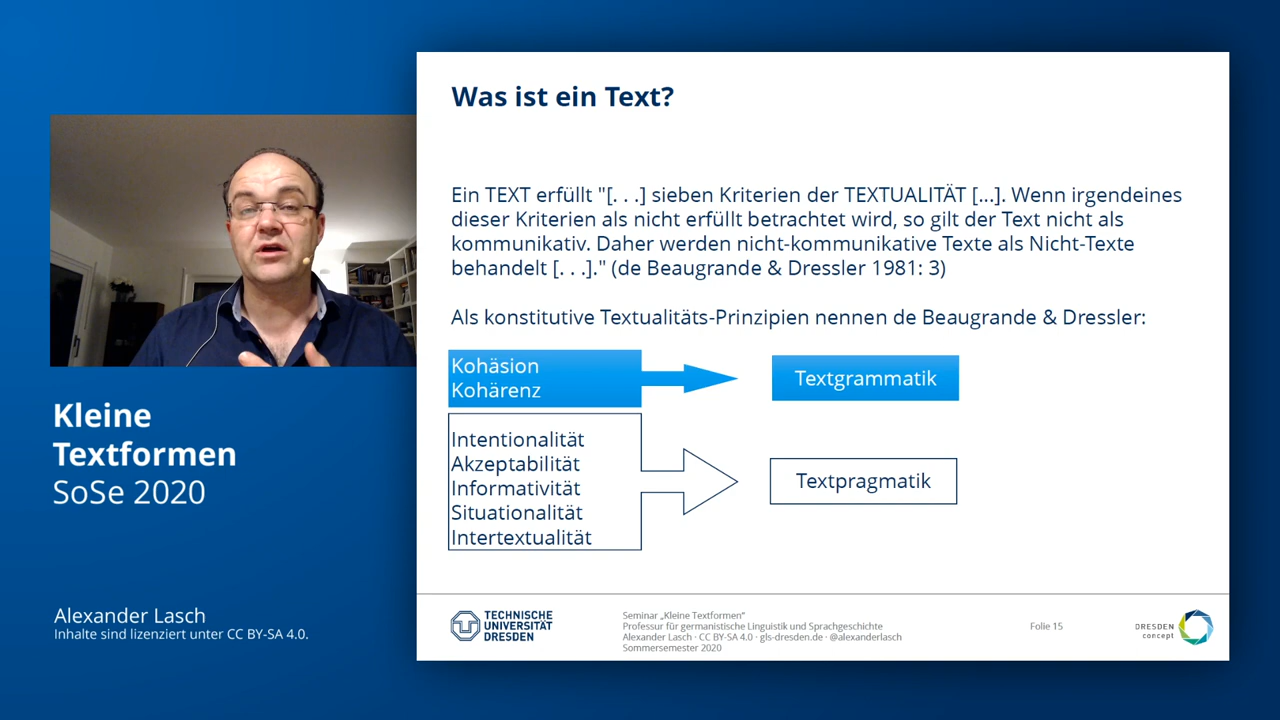 Was ist ein Text?
Ein TEXT erfüllt "[. . .] sieben Kriterien der TEXTUALITÄT [...]. Wenn irgendeines
dieser Kriterien als nicht erfüllt betrachtet wird, so gilt der Text nicht als
kommunikativ. Daher werden nicht-kommunikative Texte als Nicht-Texte
behandelt [. . .]." (de Beaugrande & Dressler 1981: 3)
Als konstitutive Textualitäts-Prinzipien nennen de Beaugrande & Dressler:
Kohäsion
Kohärenz
Textgrammatik
Intentionalität
Akzeptabilität
Informativität
Situationalität
Intertextualität
Textpragmatik
Kleine
Textformen
SoSe 2020
Alexander Lasch
Inhalte sind lizenziert unter CC BY-SA 4.0.
TECHNISCHE
UNIVERSITÄT
DRESDEN
Seminar „Kleine Textformen“
Professur für germanistische Linguistik und Sprachgeschichte
Alexander Lasch · CC BY-SA 4.0 · gls-dresden.de · @alexanderlasch
Sommersemester 2020
Folie 15
DRESDEN
concept